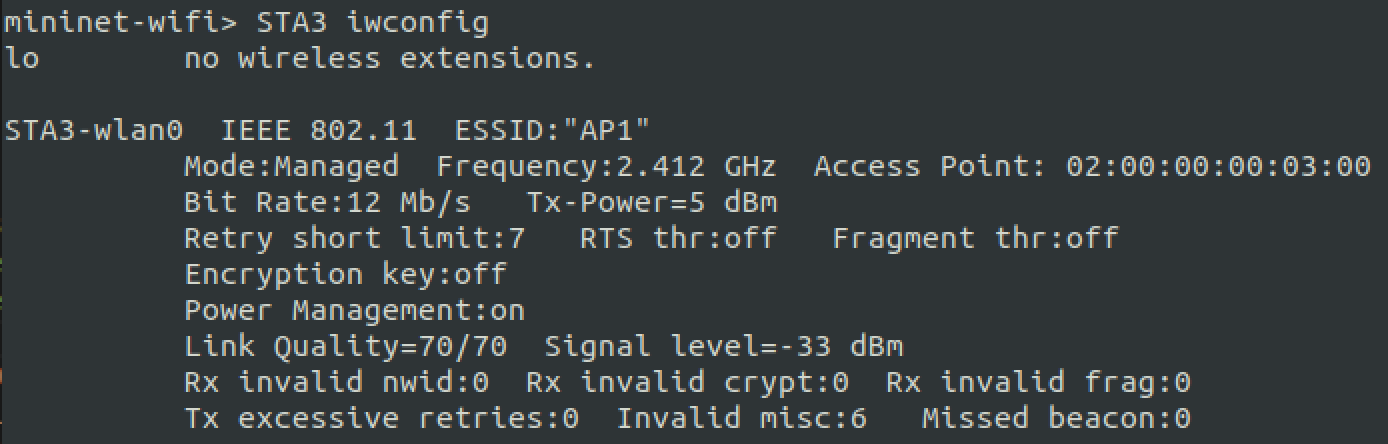 mininet-wifi> STA3 iwconfig
lo        no wireless extensions.

STA3-wlan0  IEEE 802.11  ESSID:"AP1"
          Mode:Managed  Frequency:2.412 GHz  Access Point: 02:00:00:00:03:00
          Bit Rate:12 Mb/s   Tx-Power=5 dBm
          Retry short limit:7   RTS thr:off   Fragment thr:off
          Encryption key:off
          Power Management:on
          Link Quality=70/70  Signal level=-33 dBm
          Rx invalid nwid:0  Rx invalid crypt:0  Rx invalid frag:0
          Tx excessive retries:0  Invalid misc:6   Missed beacon:0